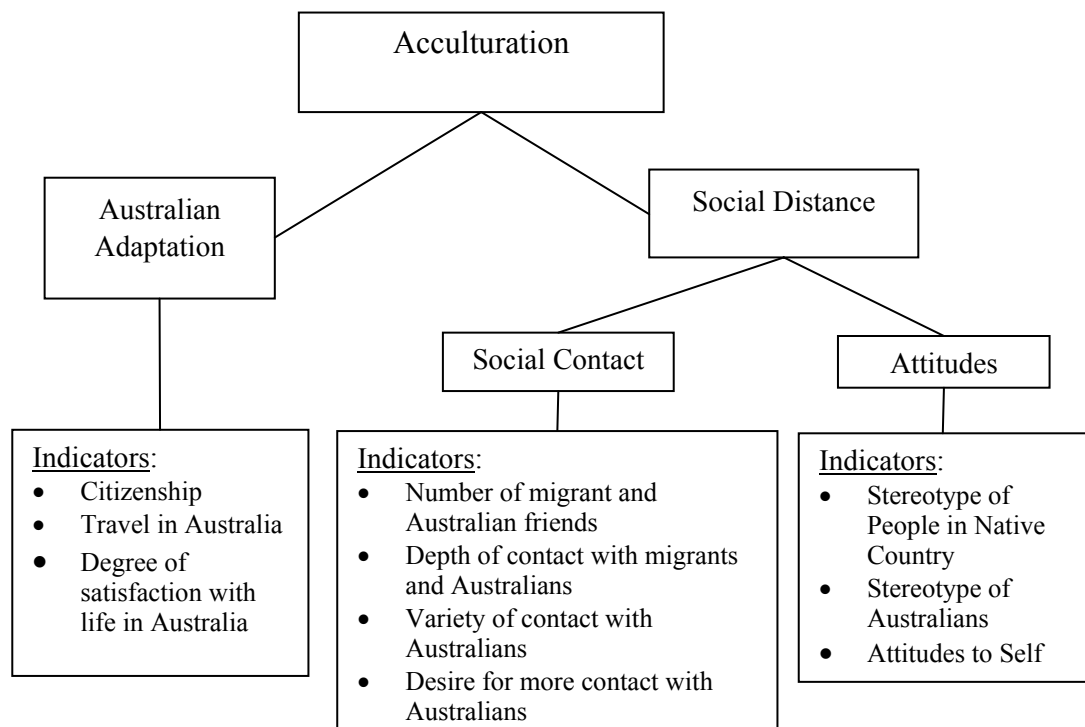 Acculturation
Australian
Adaptation
Social Distance
Social Contact
Attitudes
Indicators:
• Citizenship
• Travel in Australia
• Degree of
satisfaction with
life in Australia
Indicators:
• Number of migrant and
Australian friends
• Depth of contact with migrants
and Australians
• Variety of contact with
Australians
• Desire for more contact with
Australians
Indicators:
• Stereotype of
People in Native
Country
• Stereotype of
Australians
• Attitudes to Self